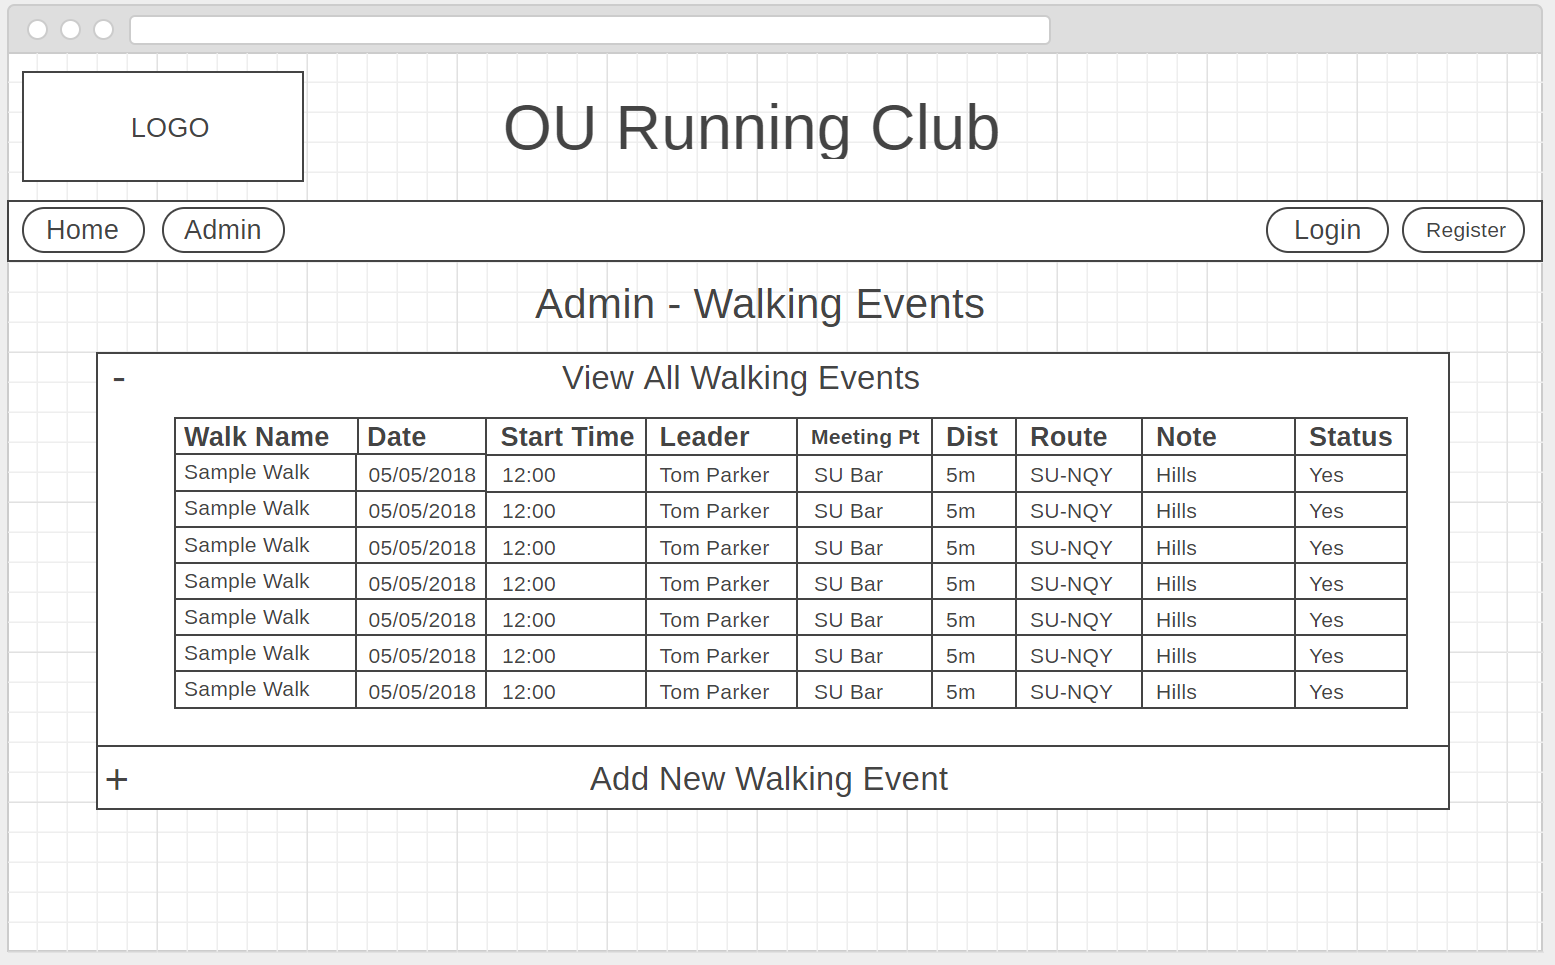 LOGO
OU Running Club
Home Admin Login Register
Admin - Walking Events
- View All Walking Events
Walk Name Date Start Time Leader Meeting Pt Dist Route Note Status
Sample Walk 05/05/2018 12:00 Tom Parker SU Bar 5m SU-NQY Hills Yes
Sample Walk 05/05/2018 12:00 Tom Parker SU Bar 5m SU-NQY Hills Yes
Sample Walk 05/05/2018 12:00 Tom Parker SU Bar 5m SU-NQY Hills Yes
Sample Walk 05/05/2018 12:00 Tom Parker SU Bar 5m SU-NQY Hills Yes
Sample Walk 05/05/2018 12:00 Tom Parker SU Bar 5m SU-NQY Hills Yes
Sample Walk 05/05/2018 12:00 Tom Parker SU Bar 5m SU-NQY Hills Yes
Sample Walk 05/05/2018 12:00 Tom Parker SU Bar 5m SU-NQY Hills Yes
+ Add New Walking Event